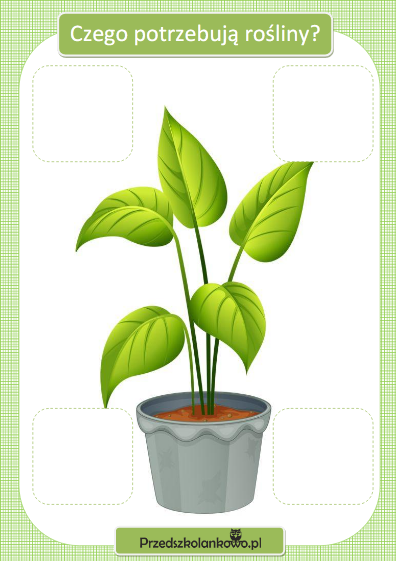 Czego potrzebują rośliny?
Przedszkolankowo.pl